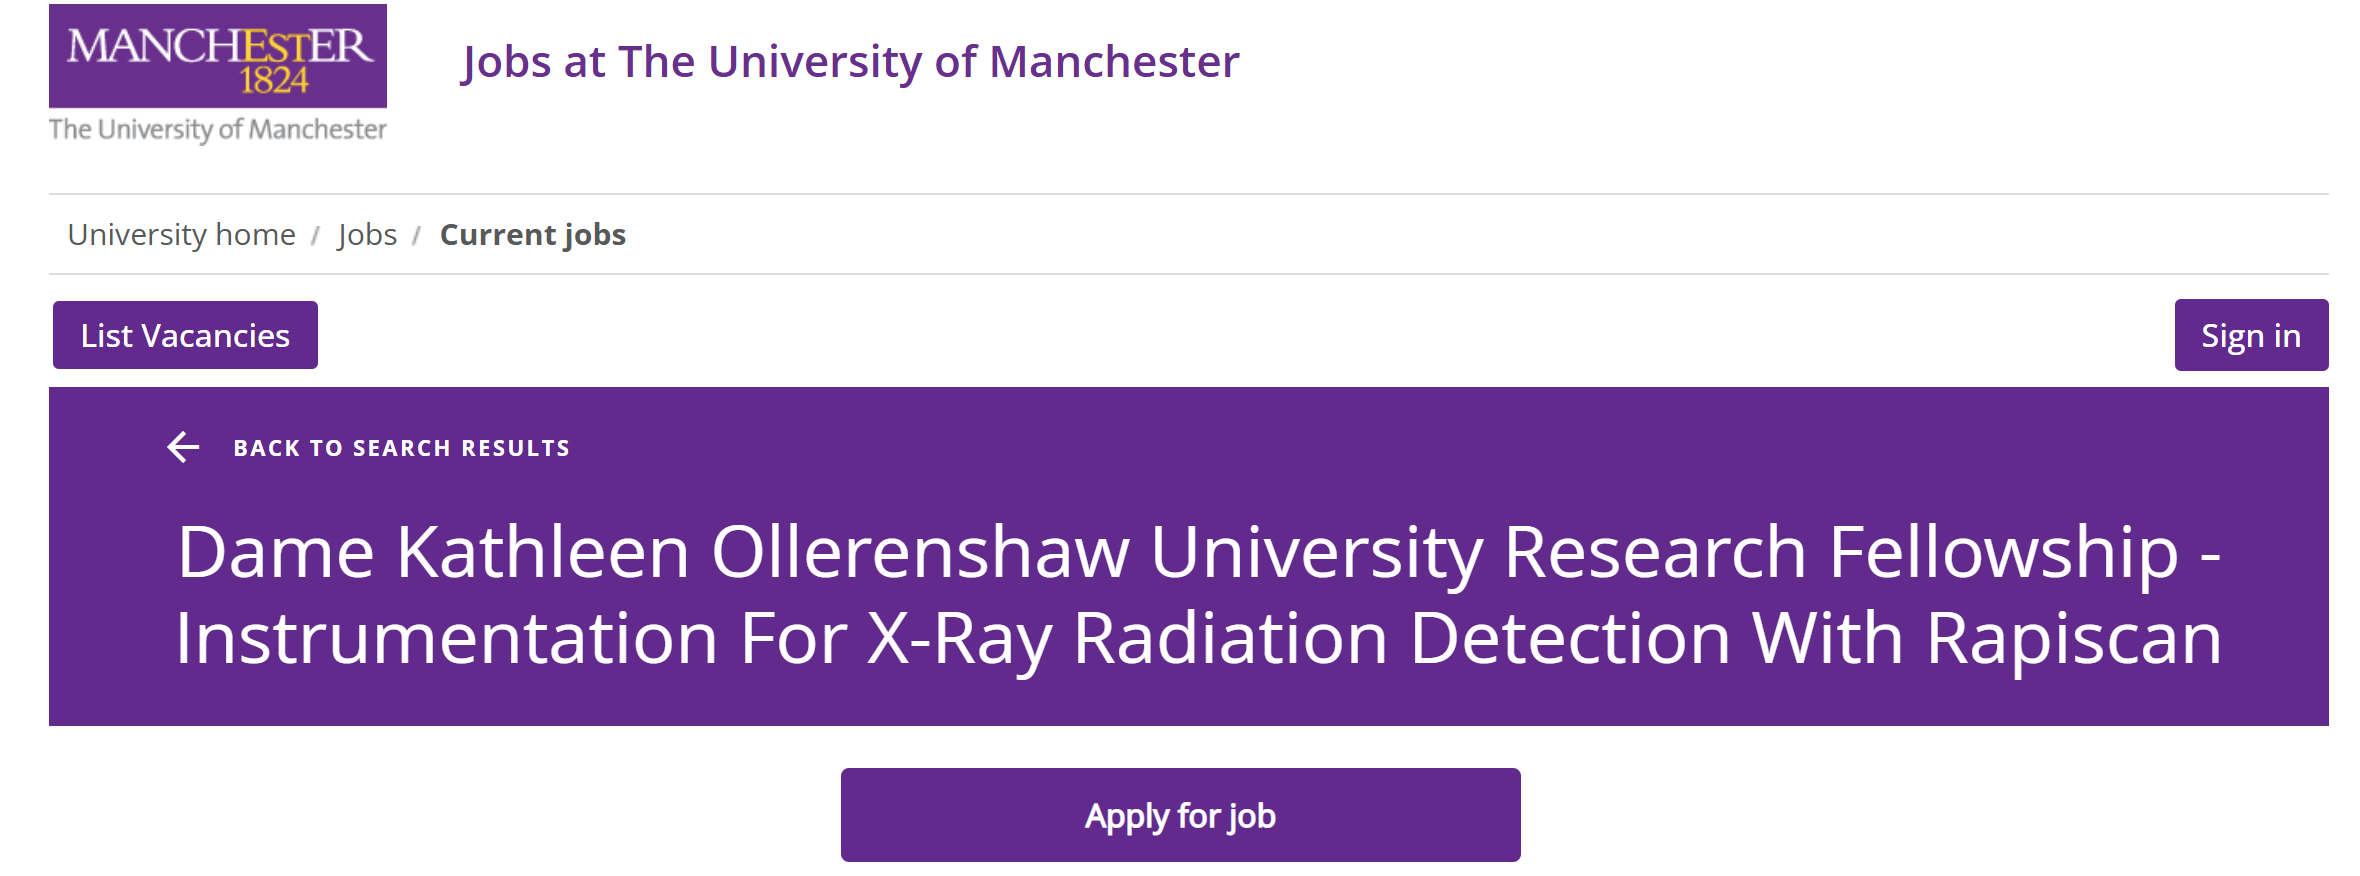 MANCHESTER
1824
The University of Manchester
Jobs at The University of Manchester
University home / Jobs / Current jobs
List Vacancies
Sign in
BACK TO SEARCH RESULTS
Dame Kathleen Ollerenshaw University Research Fellowship -
Instrumentation For X-Ray Radiation Detection With Rapiscan
Apply for job